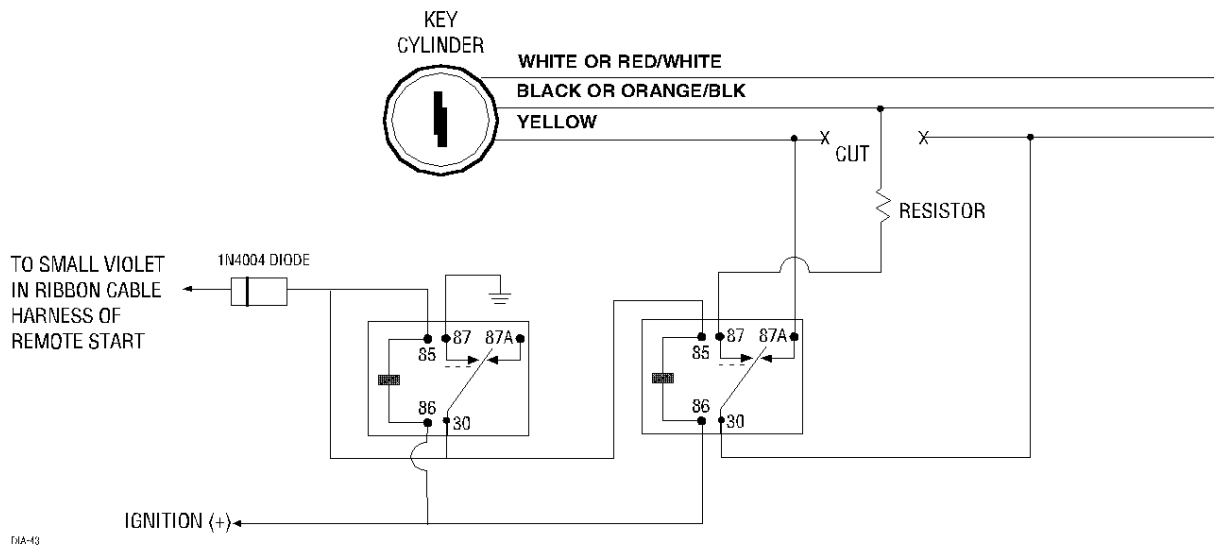 KEY
CYLINDER
WHITE OR RED/WHITE
BLACK OR ORANGE/BLK
YELLOW
X
CUT
X
RESISTOR
TO SMALL VIOLET
IN RIBBON CABLE
HARNESS OF
REMOTE START
1N4004 DIODE
85
87
87A
86
30
85
87
87A
86
30
IGNITION (+)
DIA-43